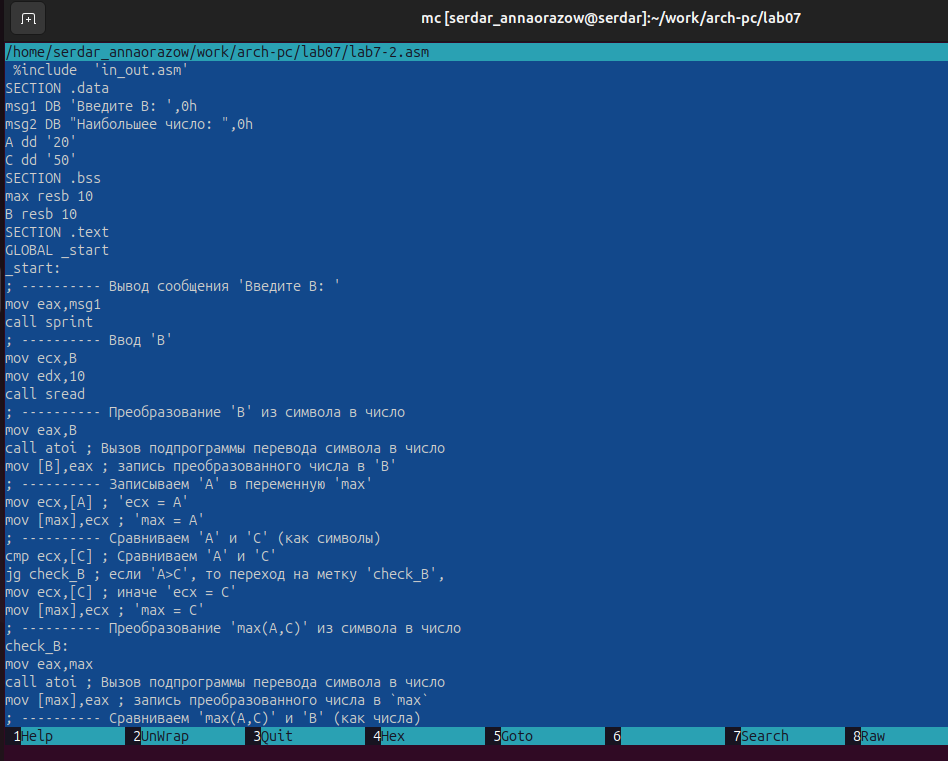 mc [serdar_annaorazow@serdar]:~/work/arch-pc/lab07
/home/serdar_annaorazow/work/arch-pc/lab07/lab7-2.asm
%include  'in_out.asm'
SECTION .data
msg1 DB 'Введите B: ',0h
msg2 DB "Наибольшее число: ",0h
A dd '20'
C dd '50'
SECTION .bss
max resb 10
B resb 10
SECTION .text
GLOBAL _start
_start:
; ---------- Вывод сообщения 'Введите B: '
mov eax,msg1
call sprint
; ---------- Ввод 'B'
mov ecx,B
mov edx,10
call sread
; ---------- Преобразование 'B' из символа в число
mov eax,B
call atoi ; Вызов подпрограммы перевода символа в число
mov [B],eax ; запись преобразованного числа в 'B'
; ---------- Записываем 'A' в переменную 'max'
mov ecx,[A] ; 'ecx = A'
mov [max],ecx ; 'max = A'
; ---------- Сравниваем 'A' и 'C' (как символы)
cmp ecx,[C] ; Сравниваем 'A' и 'C'
jg check_B ; если 'A>C', то переход на метку 'check_B',
mov ecx,[C] ; иначе 'ecx = C'
mov [max],ecx ; 'max = C'
; ---------- Преобразование 'max(A,C)' из символа в число
check_B:
mov eax,max
call atoi ; Вызов подпрограммы перевода символа в число
mov [max],eax ; запись преобразованного числа в `max`
; ---------- Сравниваем 'max(A,C)' и 'B' (как числа)
1Help 2UnWrap 3Quit 4Hex 5Goto 6 7Search 8Raw